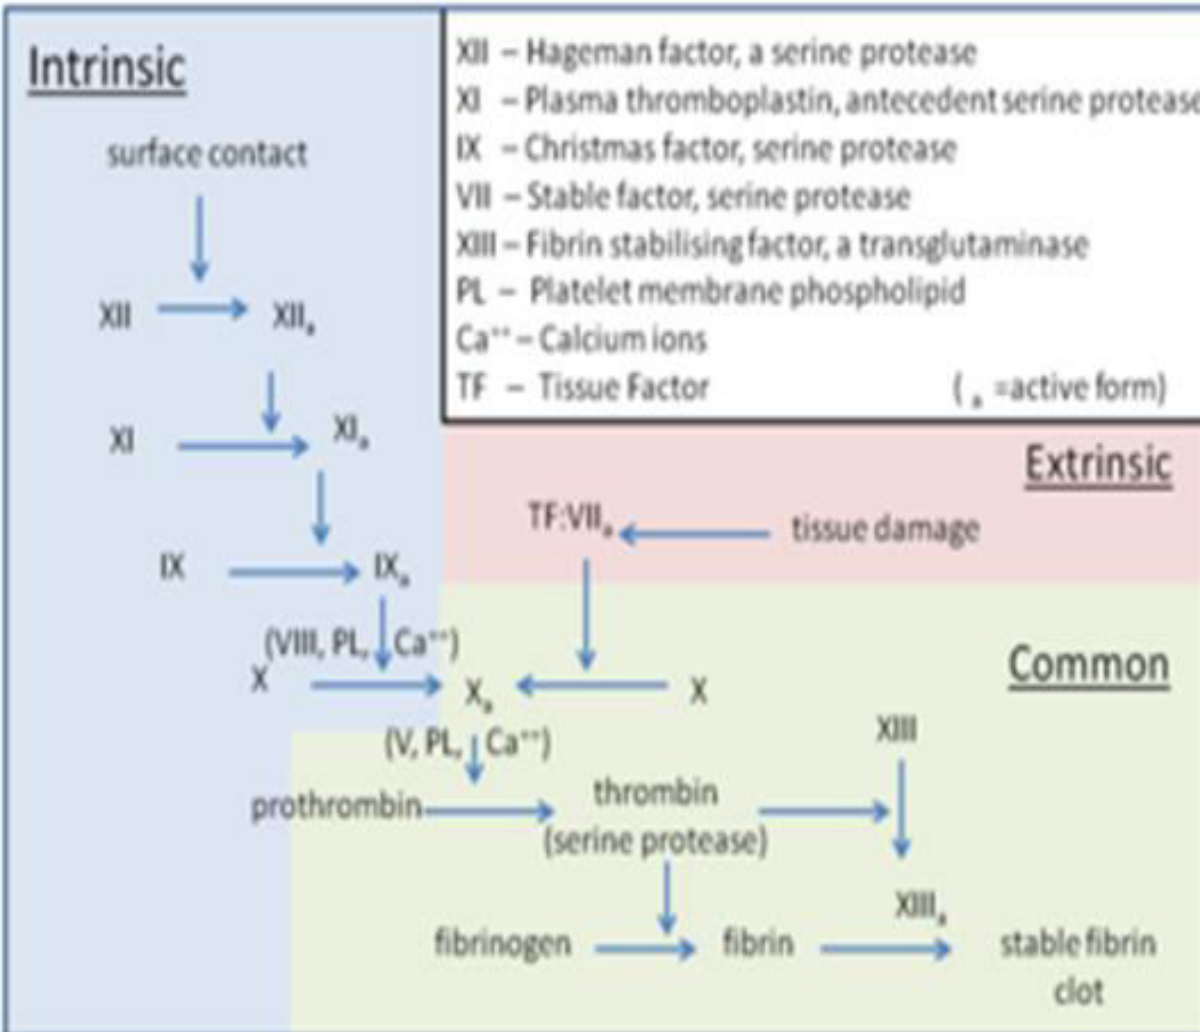 Intrinsic
surface contact
XII
XIIₐ
XI
XIₐ
IX
IXₐ
(VIII, PL, Ca⁺⁺)
X
Xₐ
X
XII – Hageman factor, a serine protease
XI – Plasma thromboplastin, antecedent serine protease
IX – Christmas factor, serine protease
VII – Stable factor, serine protease
XIII – Fibrin stabilising factor, a transglutaminase
PL – Platelet membrane phospholipid
Ca⁺⁺ – Calcium ions
TF – Tissue Factor (ₐ =active form)
Extrinsic
TF:VIIₐ
tissue damage
Common
(V, PL, Ca⁺⁺)
XIII
prothrombin
thrombin
(serine protease)
XIIIₐ
fibrinogen
fibrin
stable fibrin
clot